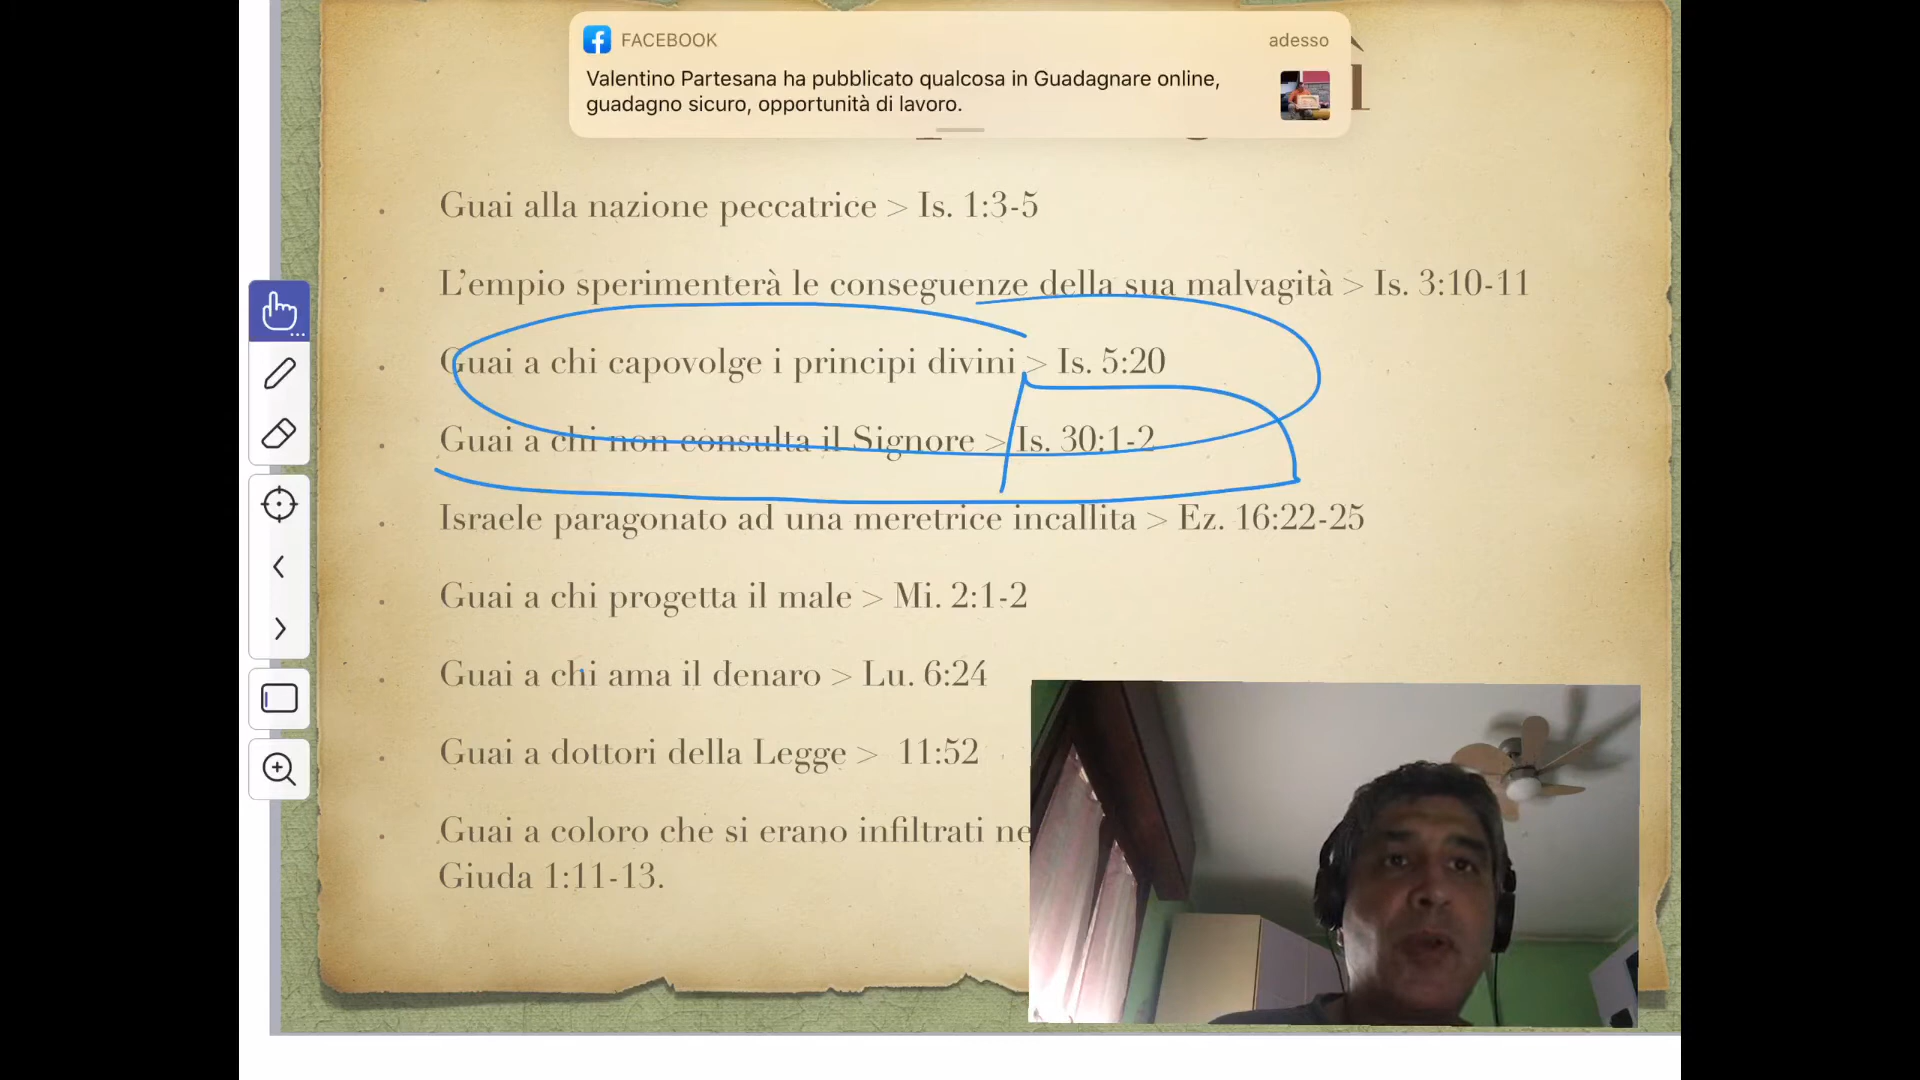 FACEBOOK
adesso
Valentino Partesana ha pubblicato qualcosa in Guadagnare online,
guadagno sicuro, opportunità di lavoro.
Guai alla nazione peccatrice > Is. 1:3-5
L’empio sperimenterà le conseguenze della sua malvagità > Is. 3:10-11
Guai a chi capovolge i principi divini > Is. 5:20
Guai a chi non consulta il Signore > Is. 30:1-2
Israele paragonato ad una meretrice incallita > Ez. 16:22-25
Guai a chi progetta il male > Mi. 2:1-2
Guai a chi ama il denaro > Lu. 6:24
Guai a dottori della Legge > 11:52
Guai a coloro che si erano infiltrati
Giuda 1:11-13.